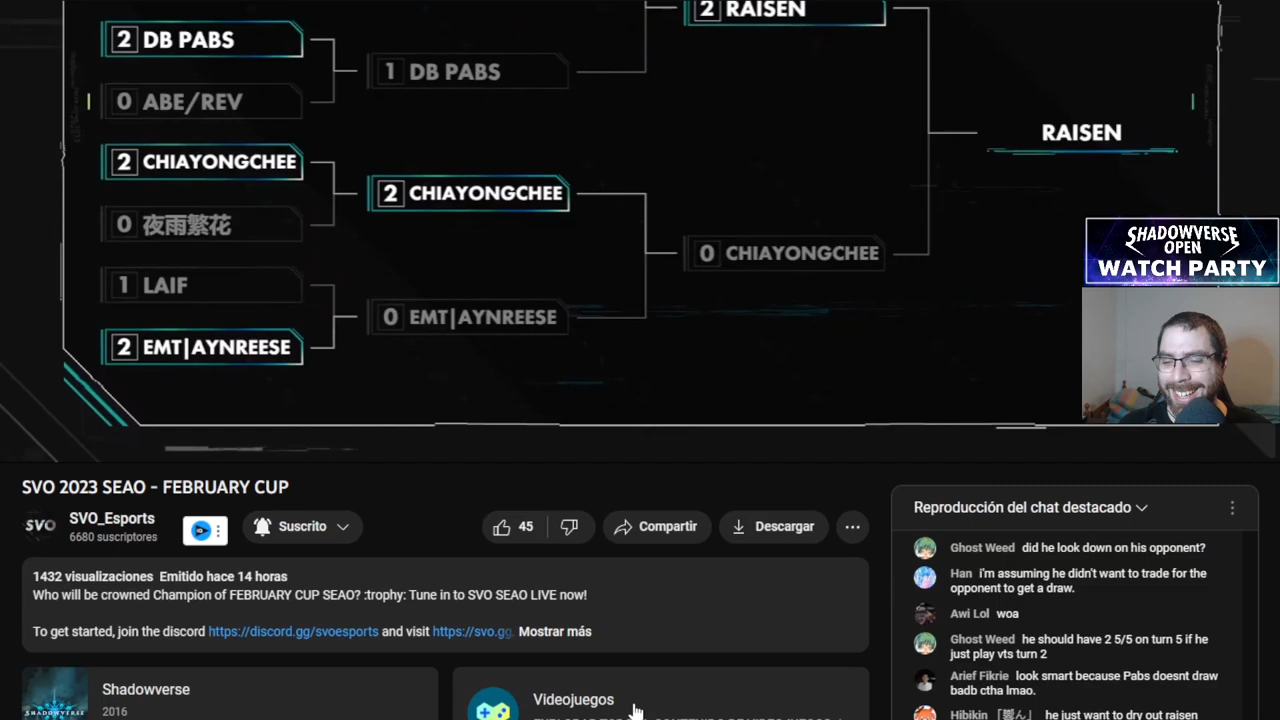 2 RAISEN
2 DB PABS
1 DB PABS
0 ABE/REV
RAISEN
2 CHIAYONGCHEE
2 CHIAYONGCHEE
0 夜雨繁花
0 CHIAYONGCHEE
1 LAIF
0 EMT|AYNREESE
2 EMT|AYNREESE
SHADOWVERSE
OPEN
WATCH PARTY
SVO 2023 SEAO - FEBRUARY CUP
SVO
SVO_Esports
6680 suscriptores
Suscrito
45
Compartir
Descargar
1432 visualizaciones Emitido hace 14 horas
Who will be crowned Champion of FEBRUARY CUP SEAO? :trophy: Tune in to SVO SEAO LIVE now!
To get started, join the discord https://discord.gg/svoesports and visit https://svo.gg. Mostrar más
Shadowverse
2016
SHADOWVERSE
Videojuegos
Reproducción del chat destacado
Ghost Weed did he look down on his opponent?
Han i'm assuming he didn't want to trade for the
opponent to get a draw.
Awi Lol woa
Ghost Weed he should have 2 5/5 on turn 5 if he
just play vts turn 2
Arief Fikrie look smart because Pabs doesnt draw
badb ctha lmao.
Hibikin「響ん」 he just want to dry out raisen